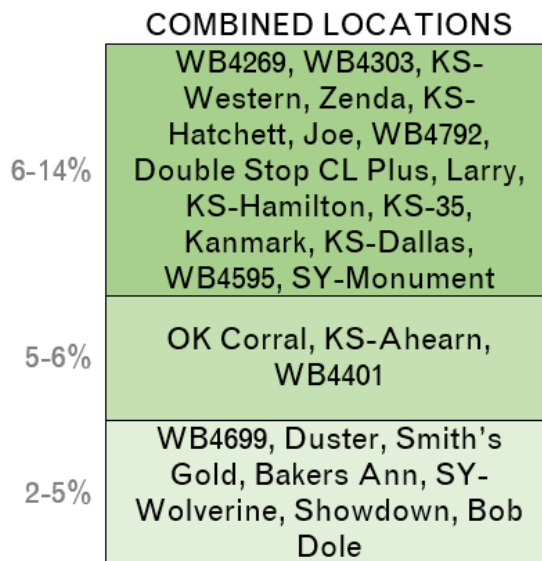 COMBINED LOCATIONS
6-14%
WB4269, WB4303, KS-
Western, Zenda, KS-
Hatchett, Joe, WB4792,
Double Stop CL Plus, Larry,
KS-Hamilton, KS-35,
Kanmark, KS-Dallas,
WB4595, SY-Monument
5-6%
OK Corral, KS-Ahearn,
WB4401
2-5%
WB4699, Duster, Smith's
Gold, Bakers Ann, SY-
Wolverine, Showdown, Bob
Dole